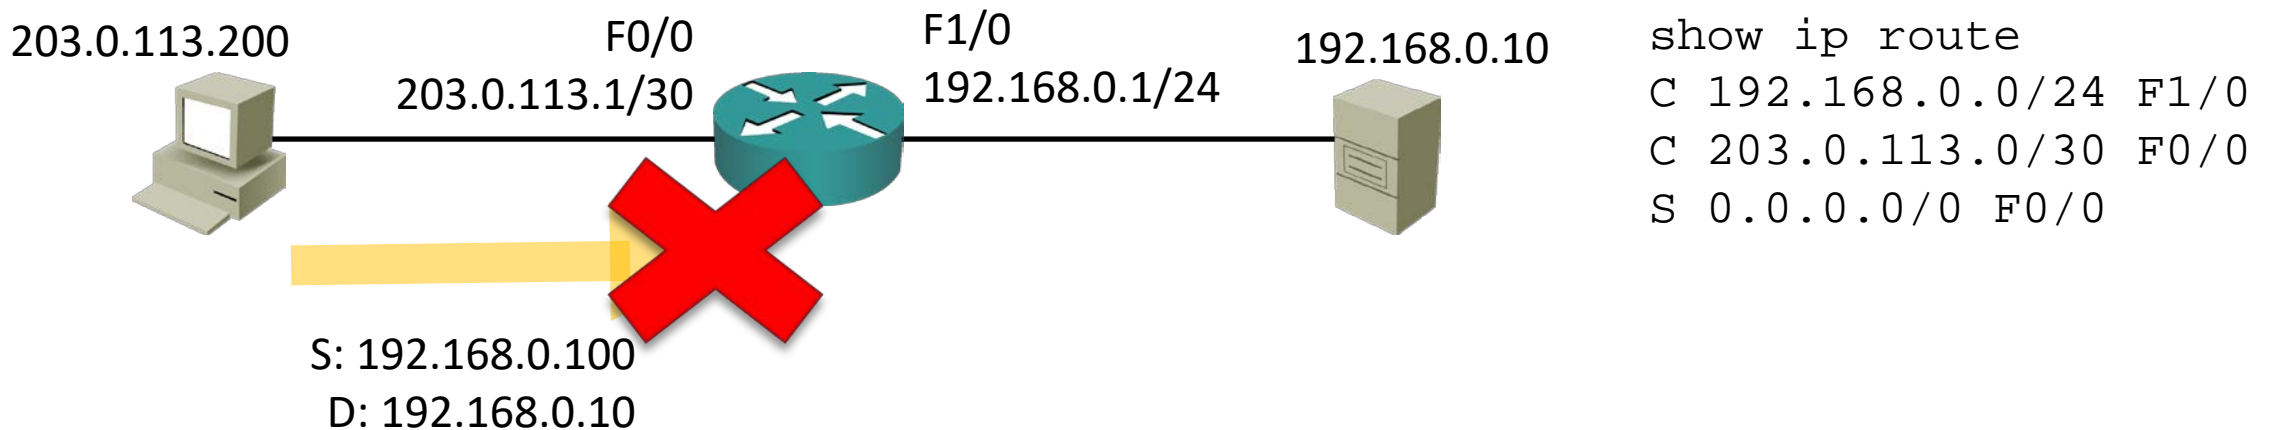 203.0.113.200
F0/0
203.0.113.1/30
F1/0
192.168.0.1/24
192.168.0.10
S: 192.168.0.100
D: 192.168.0.10
show ip route
C 192.168.0.0/24 F1/0
C 203.0.113.0/30 F0/0
S 0.0.0.0/0 F0/0